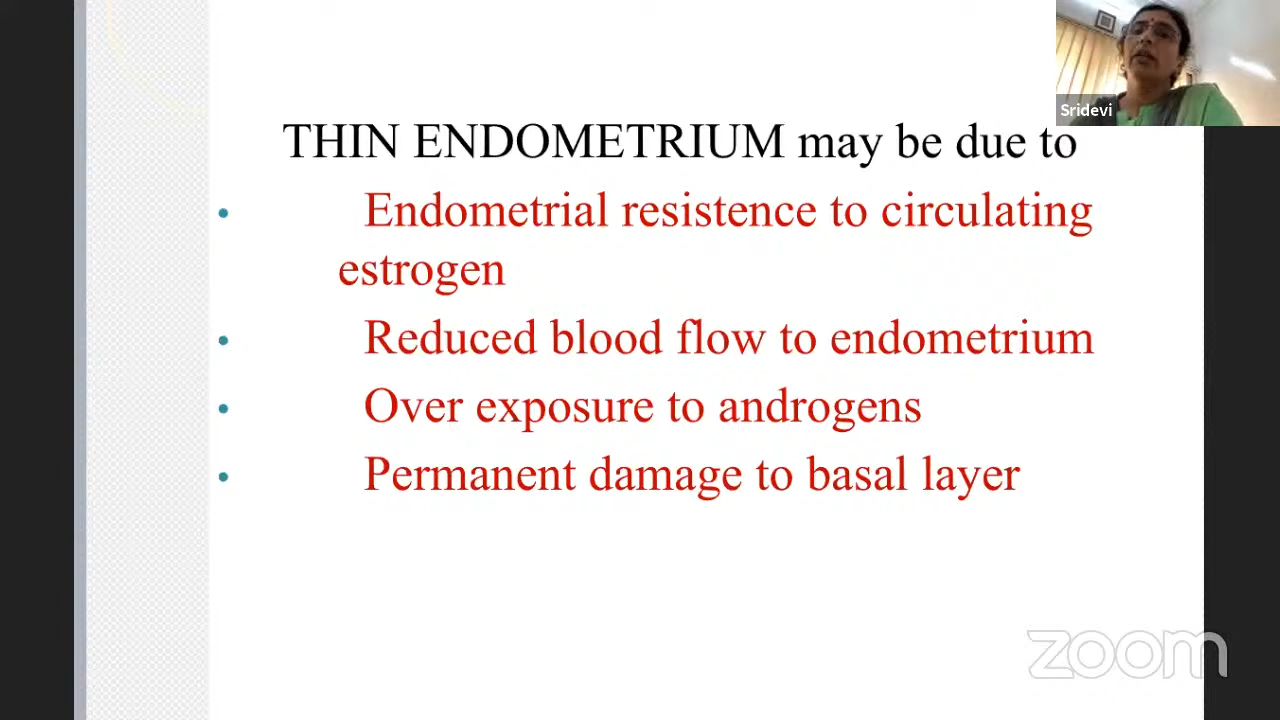 Sridevi
THIN ENDOMETRIUM may be due to
• Endometrial resistence to circulating
estrogen
• Reduced blood flow to endometrium
• Over exposure to androgens
• Permanent damage to basal layer
zoom